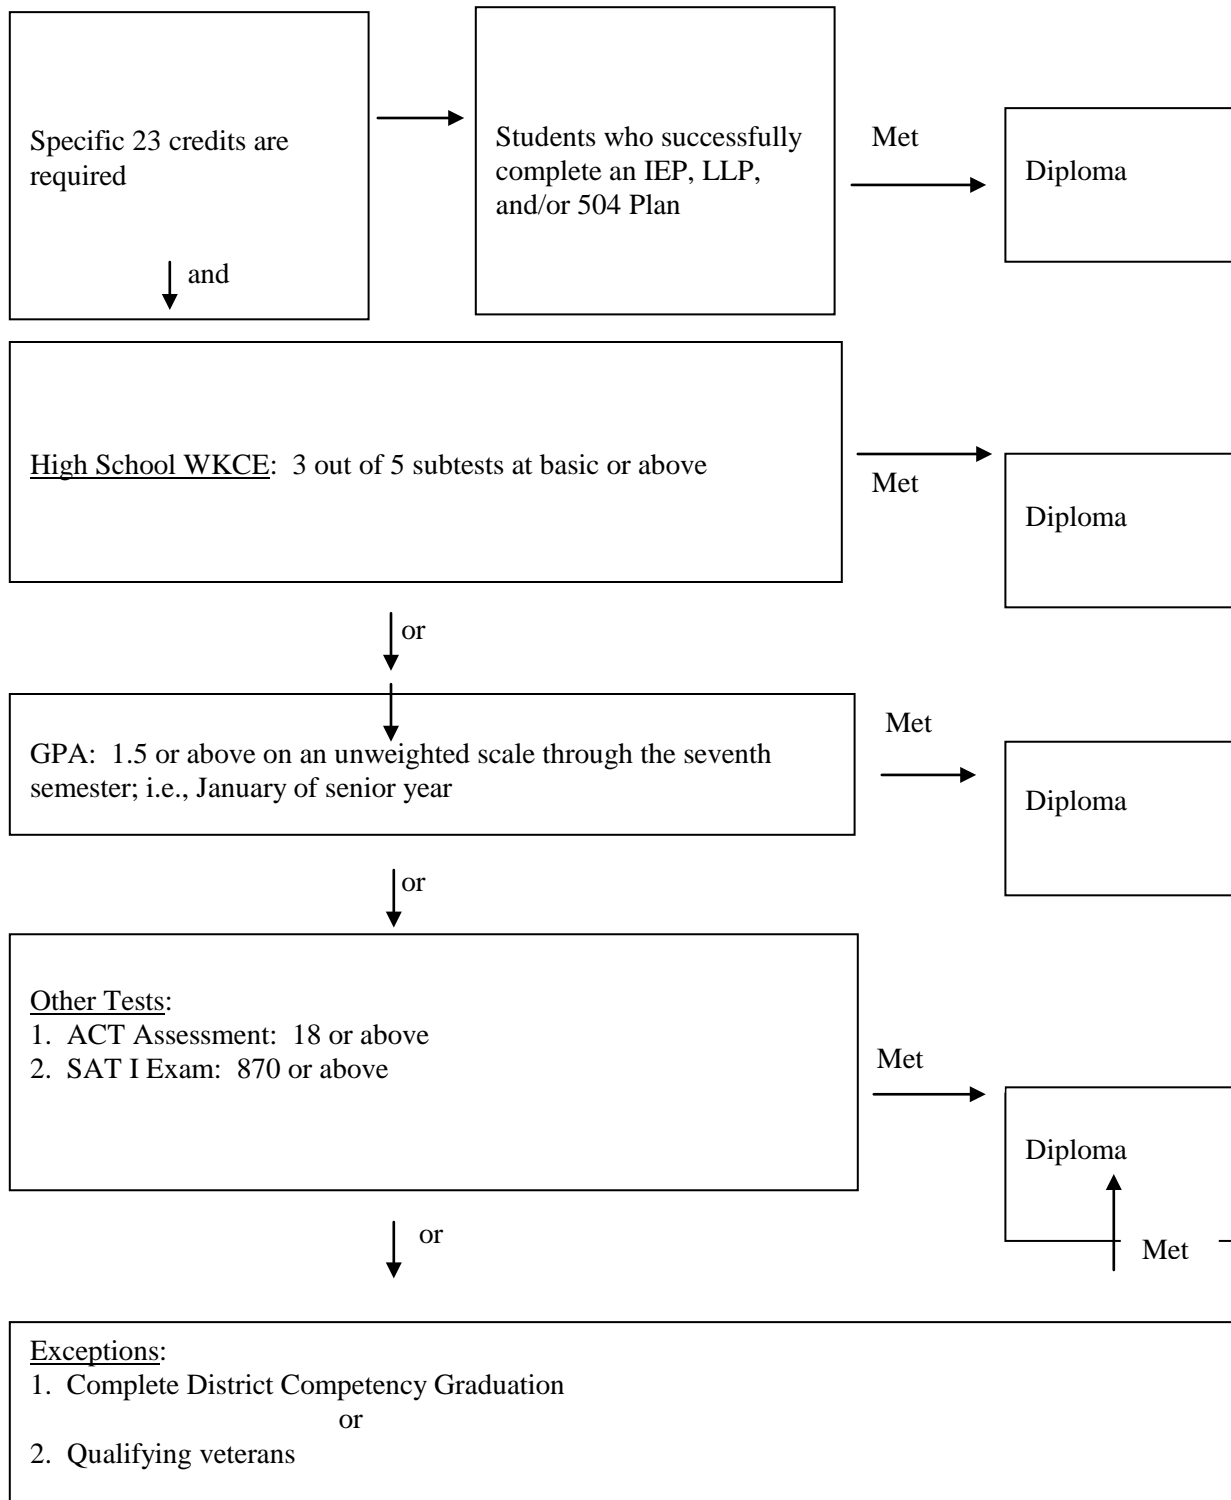 Specific 23 credits are
required
and
Students who successfully
complete an IEP, LLP,
and/or 504 Plan
Met
Diploma
High School WKCE:  3 out of 5 subtests at basic or above
Met
Diploma
or
GPA:  1.5 or above on an unweighted scale through the seventh
semester; i.e., January of senior year
Met
Diploma
or
Other Tests:
1.  ACT Assessment:  18 or above
2.  SAT I Exam:  870 or above
Met
Diploma
Met
or
Exceptions:
1.  Complete District Competency Graduation
or
2.  Qualifying veterans